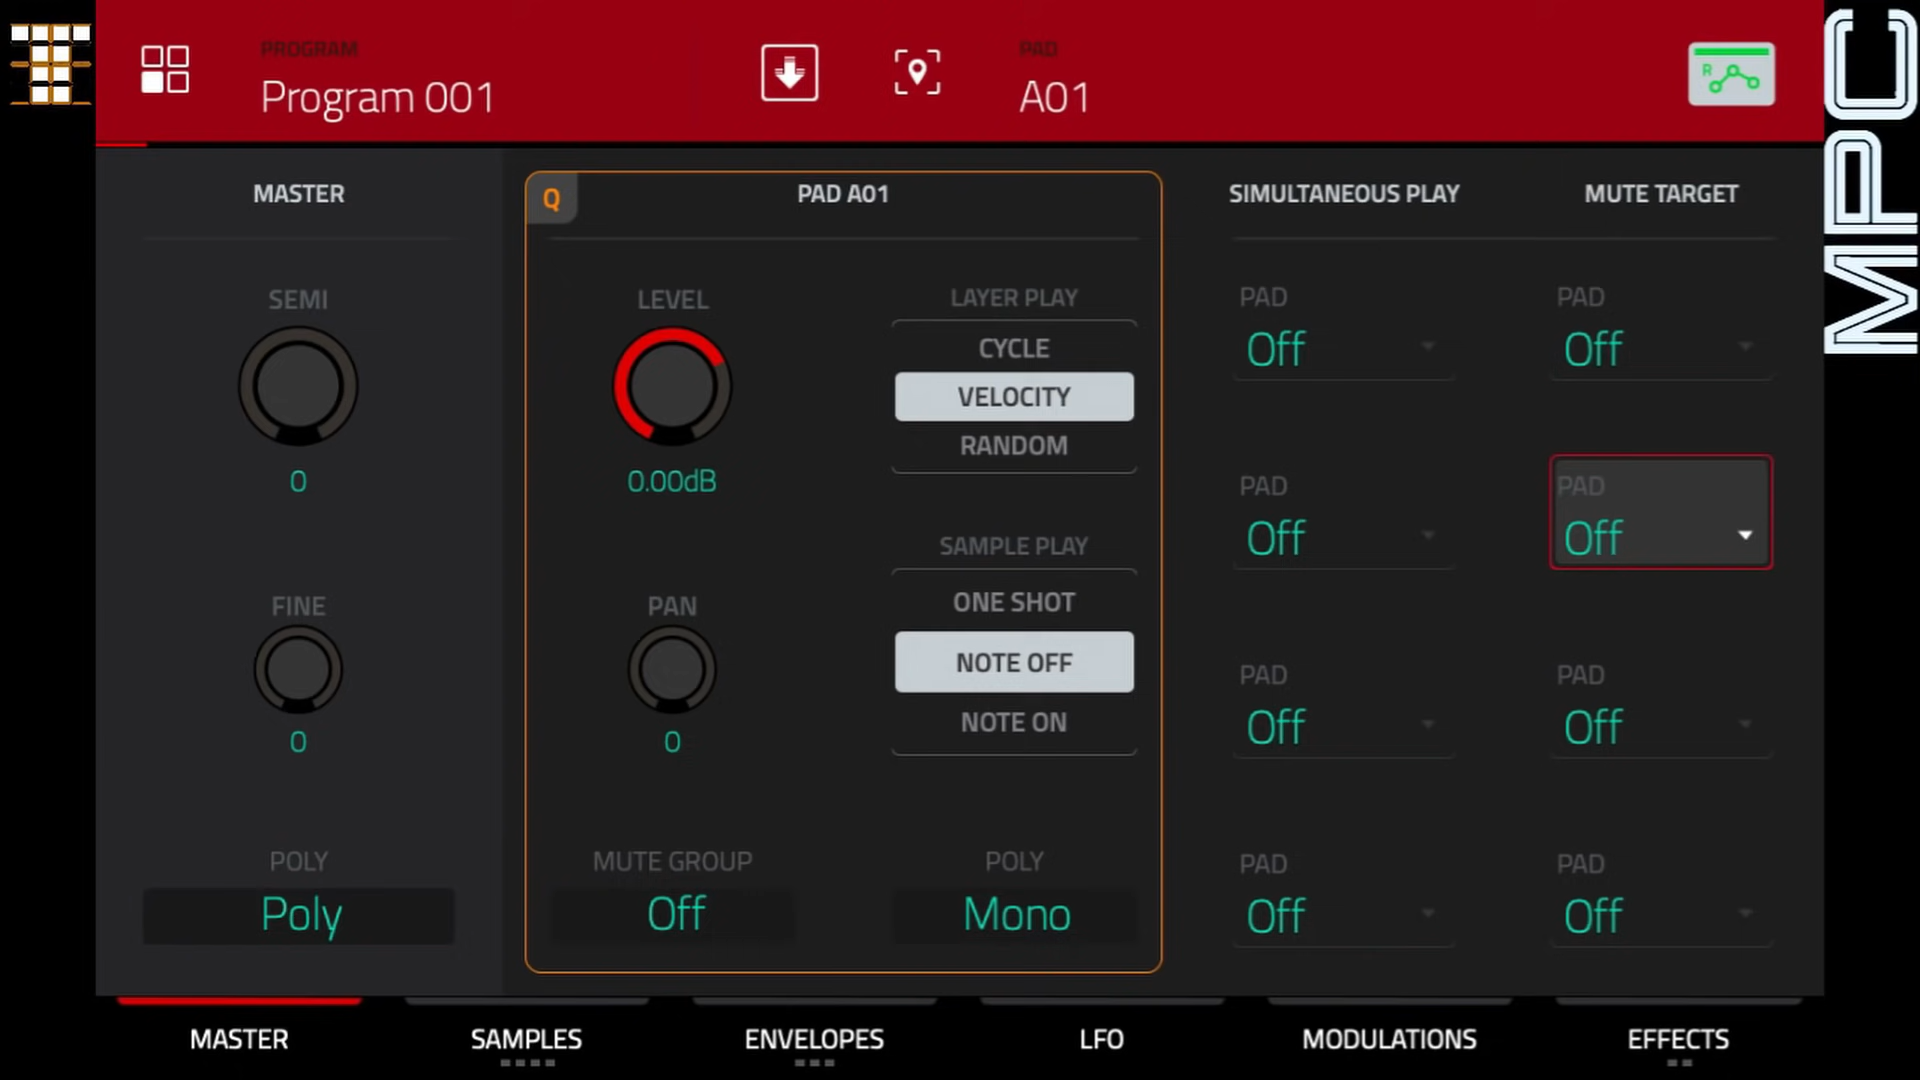 PROGRAM
Program 001
PAD
A01
R
MPC
MASTER
SEMI
0
FINE
0
POLY
Poly
Q
PAD A01
LEVEL
0.00dB
PAN
0
MUTE GROUP
Off
LAYER PLAY
CYCLE
VELOCITY
RANDOM
SAMPLE PLAY
ONE SHOT
NOTE OFF
NOTE ON
POLY
Mono
SIMULTANEOUS PLAY
MUTE TARGET
PAD
PAD
Off
Off
PAD
PAD
Off
Off
PAD
PAD
Off
Off
PAD
PAD
Off
Off
MASTER
SAMPLES
ENVELOPES
LFO
MODULATIONS
EFFECTS